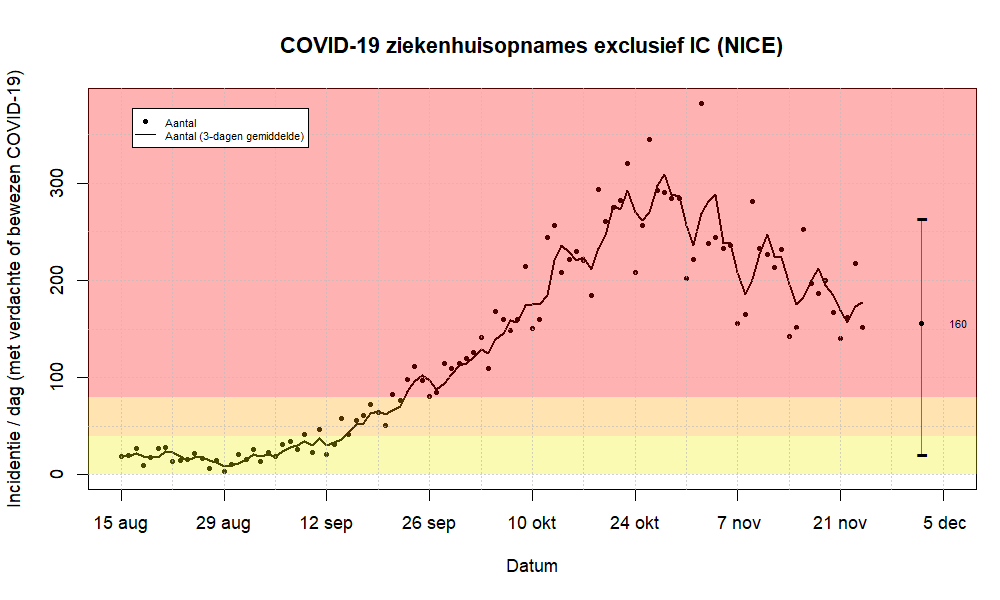 COVID-19 ziekenhuisopnames exclusief IC (NICE)
Incidentie / dag (met verdachte of bewezen COVID-19)
Aantal
Aantal (3-dagen gemiddelde)
300
200
100
0
160
15 aug 29 aug 12 sep 26 sep 10 okt 24 okt 7 nov 21 nov 5 dec
Datum